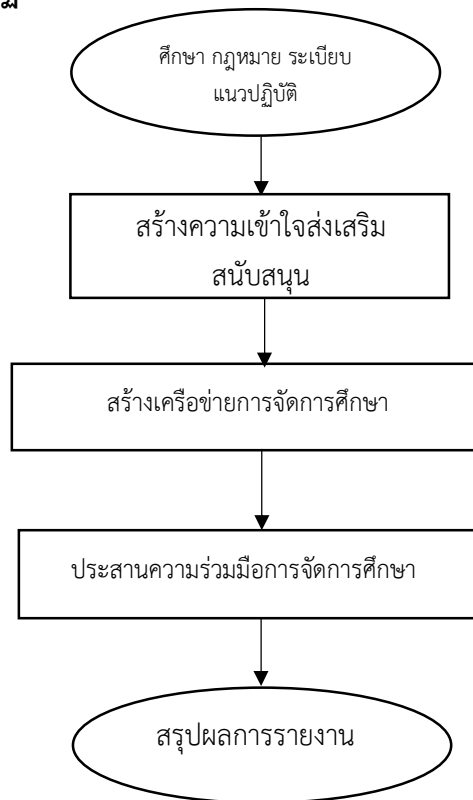 ศึกษา กฎหมาย ระเบียบ
แนวปฏิบัติ
สร้างความเข้าใจส่งเสริม
สนับสนุน
สร้างเครือข่ายการจัดการศึกษา
ประสานความร่วมมือการจัดการศึกษา
สรุปผลการรายงาน